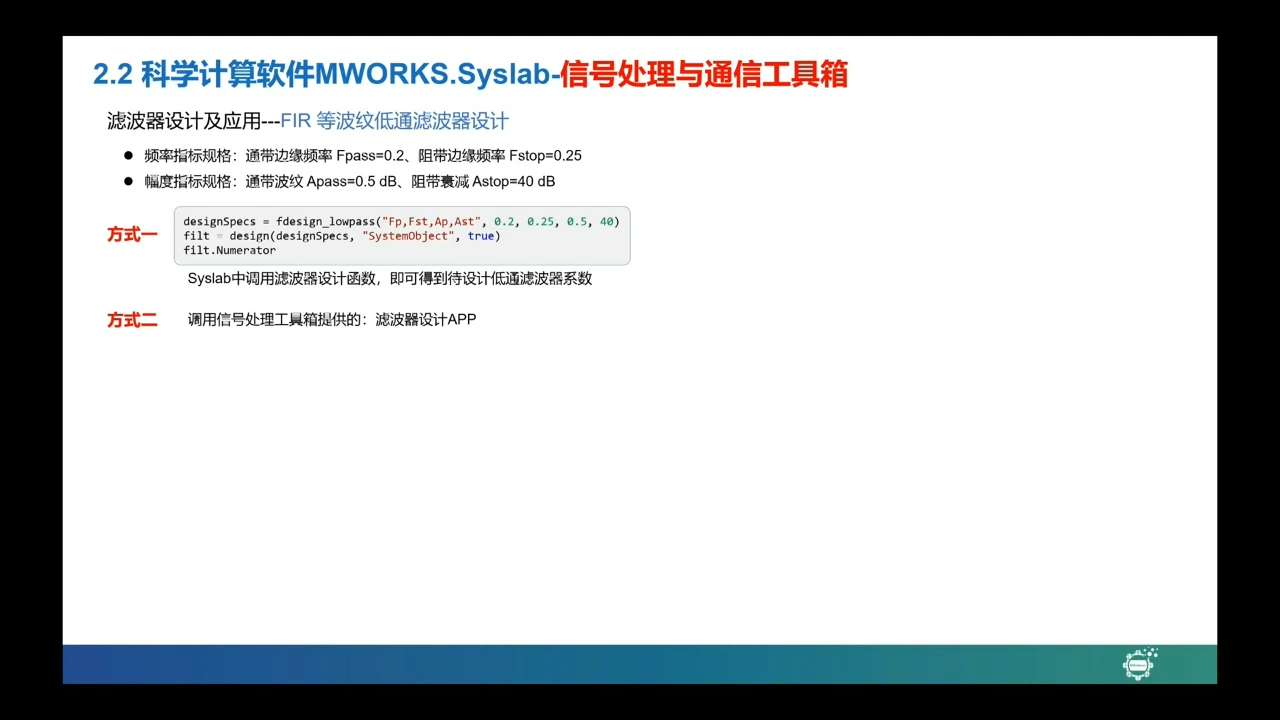 2.2 科学计算软件MWORKS.Syslab-信号处理与通信工具箱
滤波器设计及应用---FIR 等波纹低通滤波器设计
● 频率指标规格：通带边缘频率 Fpass=0.2、阻带边缘频率 Fstop=0.25
● 幅度指标规格：通带波纹 Apass=0.5 dB、阻带衰减 Astop=40 dB
方式一
designSpecs = fdesign_lowpass("Fp,Fst,Ap,Ast", 0.2, 0.25, 0.5, 40)
filt = design(designSpecs, "SystemObject", true)
filt.Numerator
Syslab中调用滤波器设计函数，即可得到待设计低通滤波器系数
方式二 调用信号处理工具箱提供的：滤波器设计APP